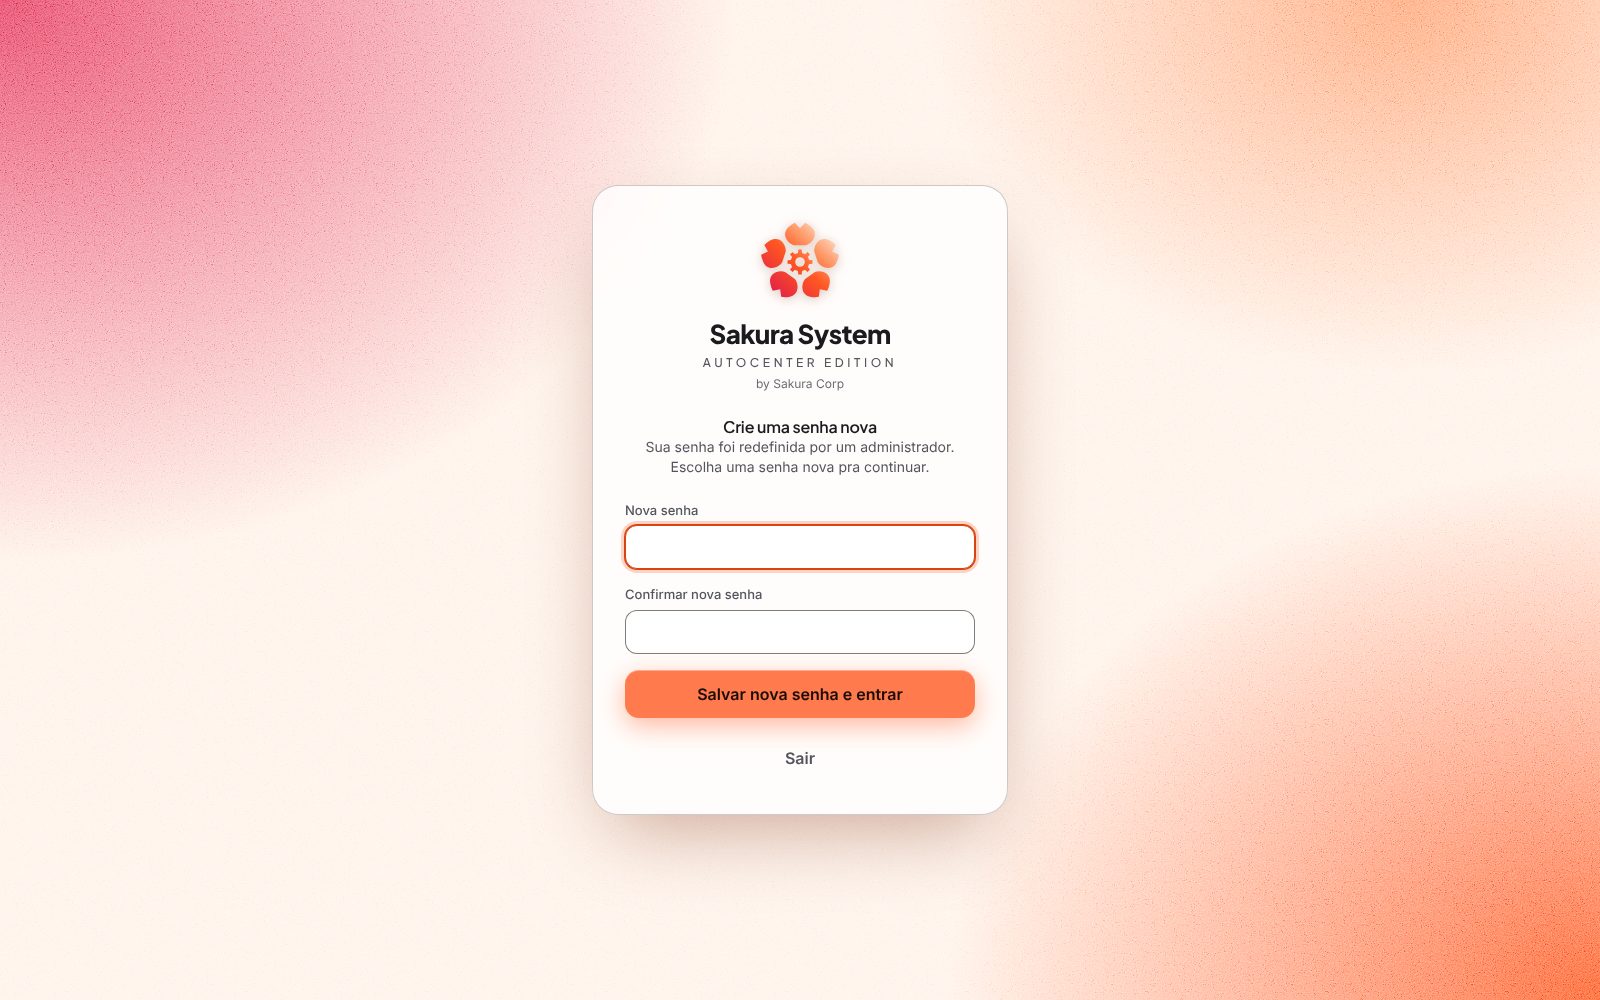 Sakura System
AUTOCENTER EDITION
by Sakura Corp
Crie uma senha nova
Sua senha foi redefinida por um administrador.
Escolha uma senha nova pra continuar.
Nova senha
Confirmar nova senha
Salvar nova senha e entrar
Sair